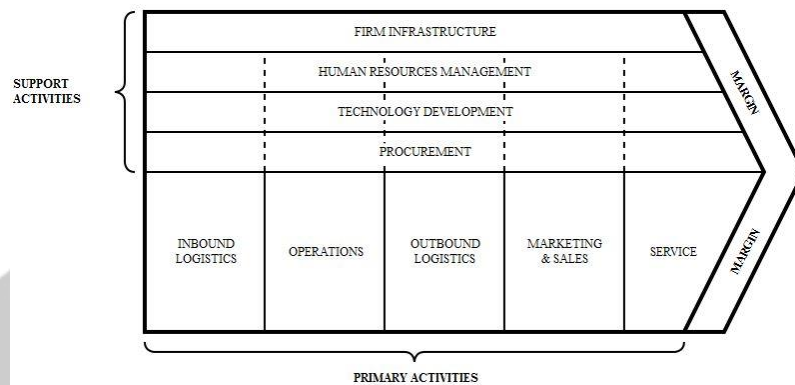 FIRM INFRASTRUCTURE
HUMAN RESOURCES MANAGEMENT
SUPPORT
ACTIVITIES
TECHNOLOGY DEVELOPMENT
PROCUREMENT
MARGIN
INBOUND
LOGISTICS
OPERATIONS
OUTBOUND
LOGISTICS
MARKETING
& SALES
SERVICE
MARGIN
PRIMARY ACTIVITIES